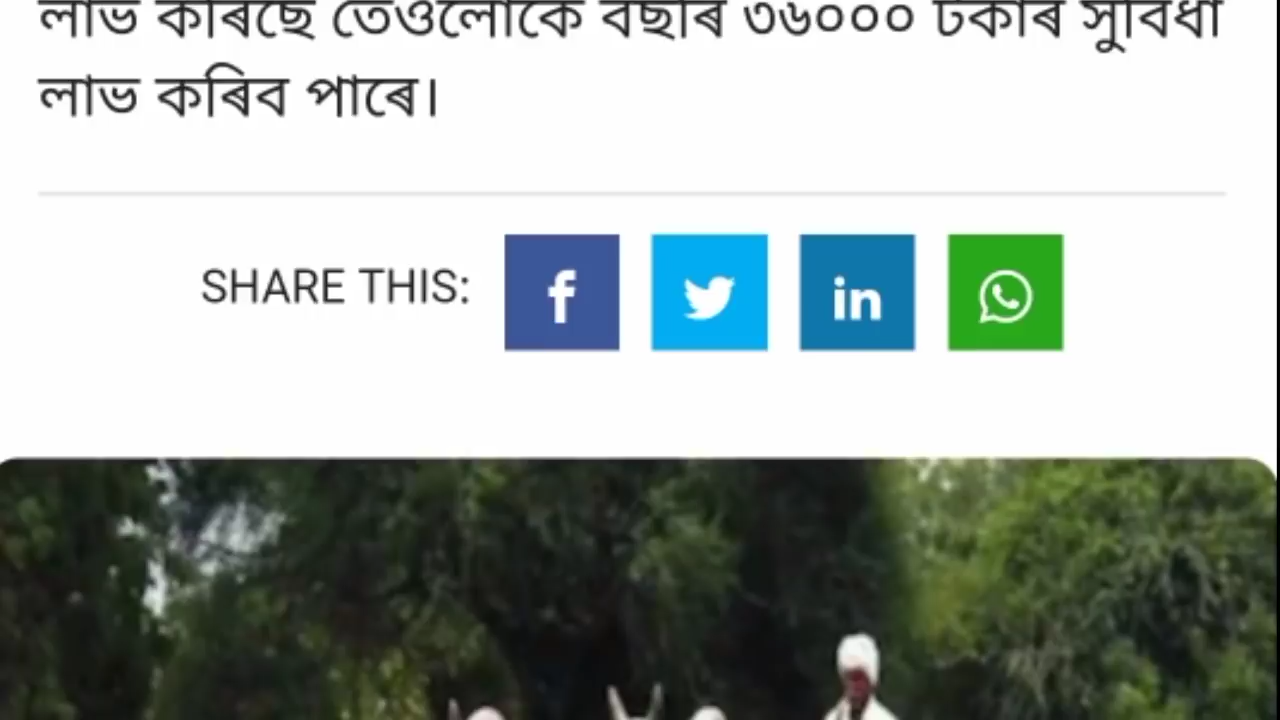 লাভ কৰিছে তেওঁলোকে বছৰি ৩৬০০০ টকাৰ সুবিধা
লাভ কৰিব পাৰে।
SHARE THIS: